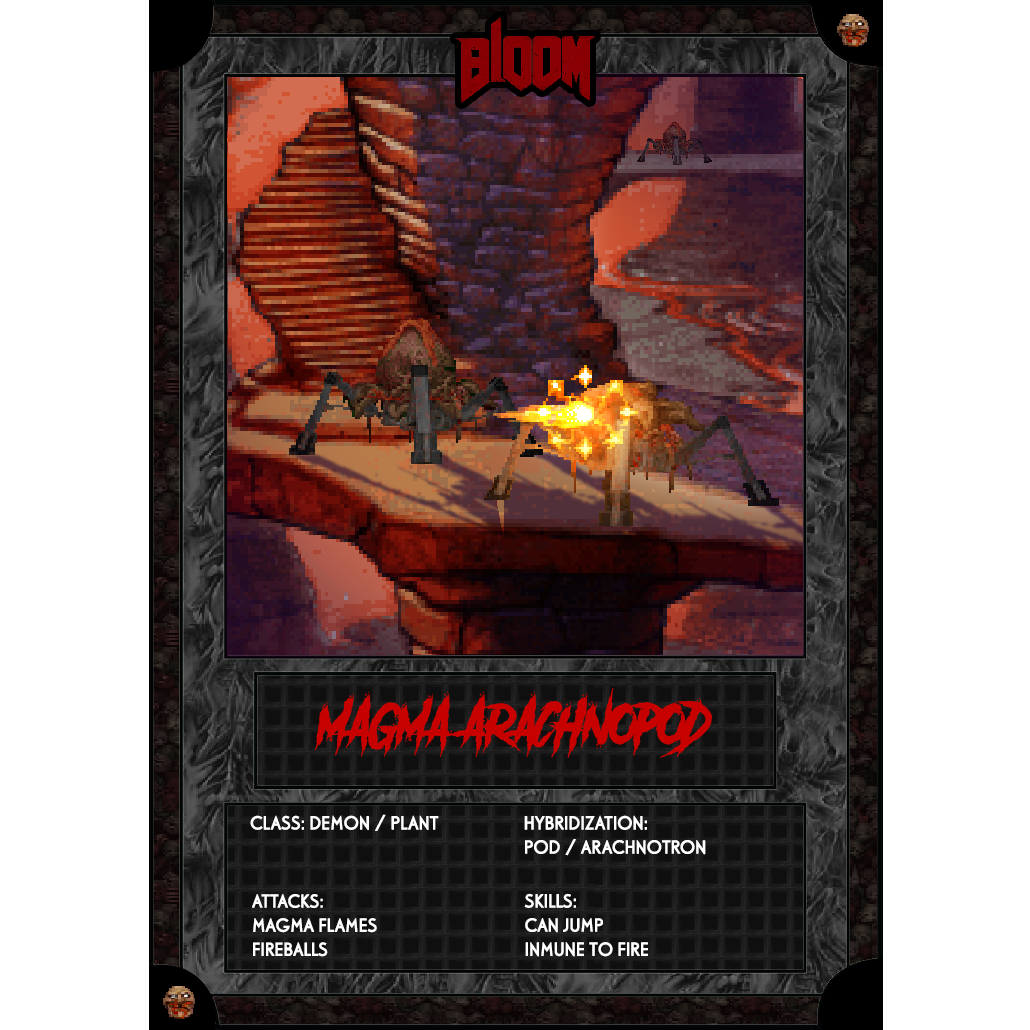 BLOOM
MAGMA ARACHNOPOD
CLASS: DEMON / PLANT
HYBRIDIZATION:
POD / ARACHNOTRON
ATTACKS:
MAGMA FLAMES
FIREBALLS
SKILLS:
CAN JUMP
INMUNE TO FIRE